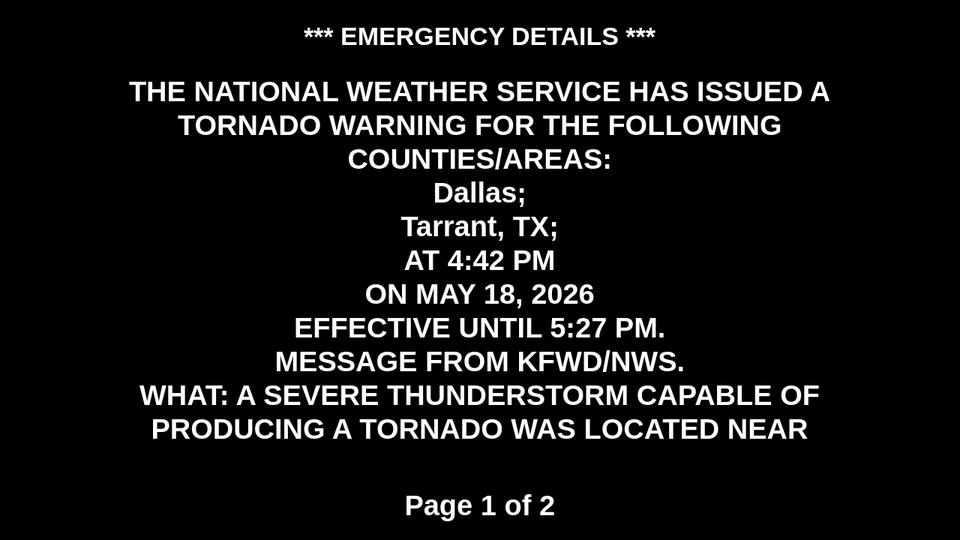 *** EMERGENCY DETAILS ***
THE NATIONAL WEATHER SERVICE HAS ISSUED A
TORNADO WARNING FOR THE FOLLOWING
COUNTIES/AREAS:
Dallas;
Tarrant, TX;
AT 4:42 PM
ON MAY 18, 2026
EFFECTIVE UNTIL 5:27 PM.
MESSAGE FROM KFWD/NWS.
WHAT: A SEVERE THUNDERSTORM CAPABLE OF
PRODUCING A TORNADO WAS LOCATED NEAR
Page 1 of 2